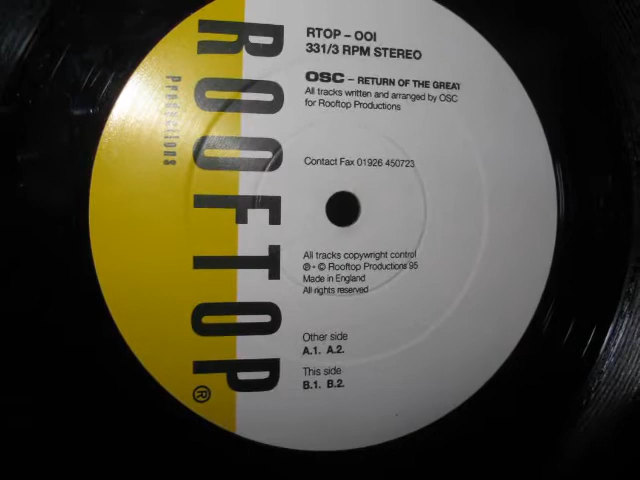 ROOFTOP®
Productions
RTOP – 001
331/3 RPM STEREO
OSC – RETURN OF THE GREAT
All tracks written and arranged by OSC
for Rooftop Productions
Contact Fax 01926 450723
All tracks copyright control
℗ + © Rooftop Productions 95
Made in England
All rights reserved
Other side
A.1. A.2.
This side
B.1. B.2.